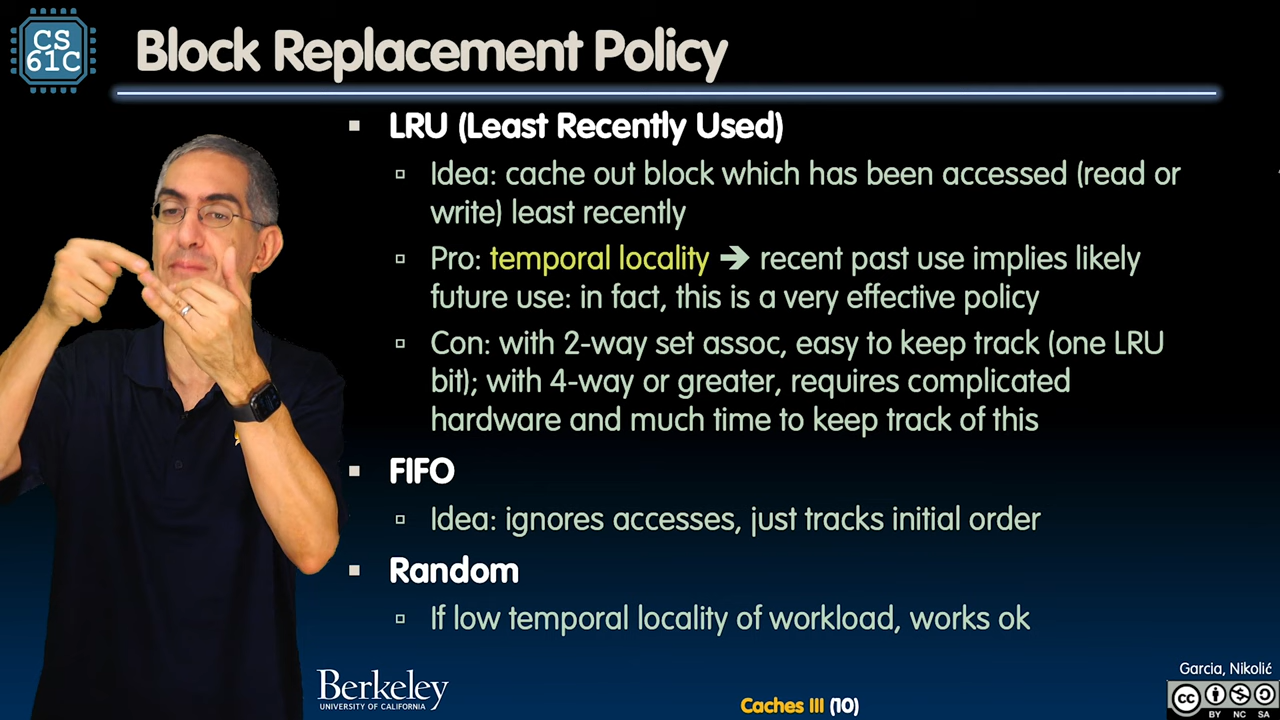 CS
61C
Block Replacement Policy
LRU (Least Recently Used)
Idea: cache out block which has been accessed (read or
write) least recently
Pro: temporal locality ➔ recent past use implies likely
future use: in fact, this is a very effective policy
Con: with 2-way set assoc, easy to keep track (one LRU
bit); with 4-way or greater, requires complicated
hardware and much time to keep track of this
FIFO
Idea: ignores accesses, just tracks initial order
Random
If low temporal locality of workload, works ok
Berkeley
UNIVERSITY OF CALIFORNIA
Caches III (10)
Garcia, Nikolić
cc
BY NC SA